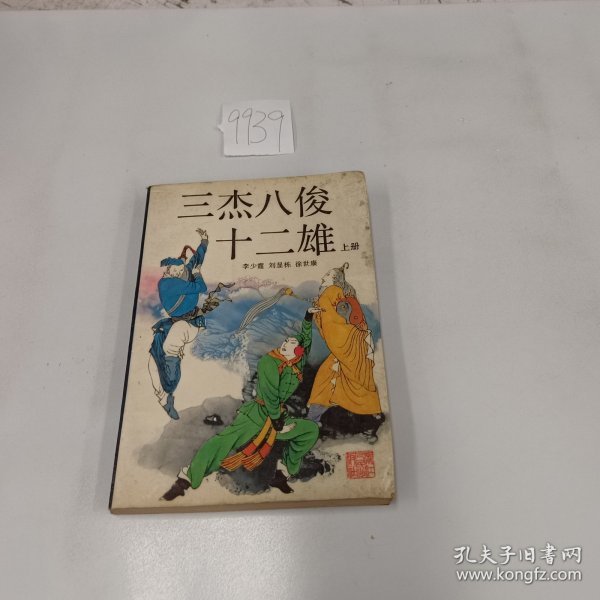 9939
三杰八俊
十二雄
上册
李少霞 刘显栋 徐世康
孔夫子旧书网
www.kongfz.com